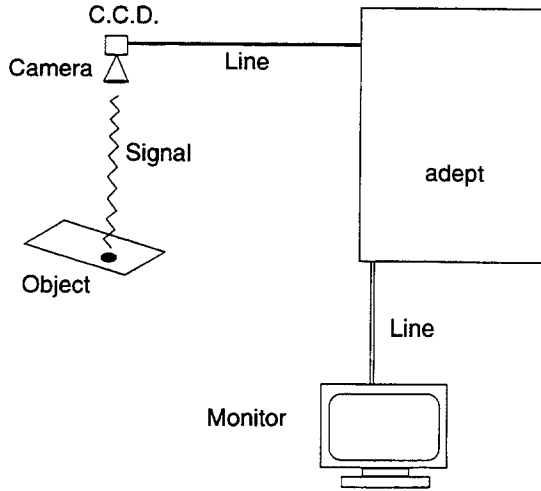 C.C.D.
Camera
Line
Signal
adept
Object
Line
Monitor